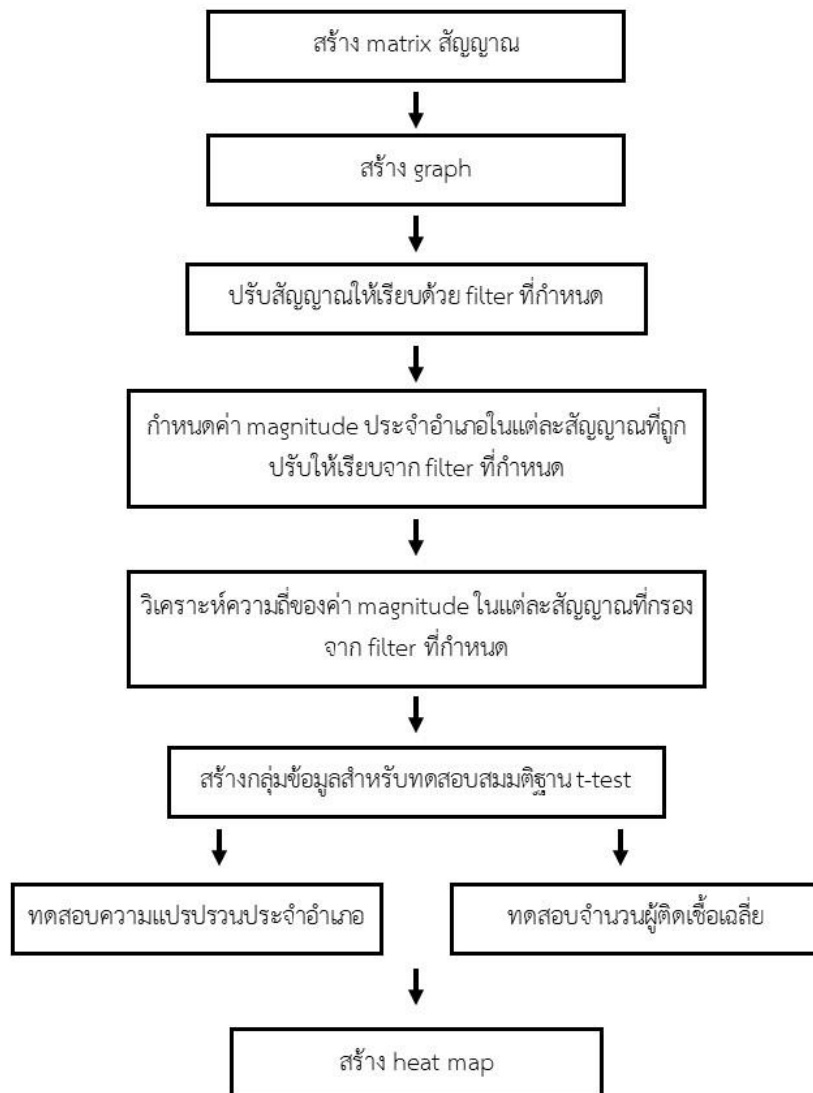 สร้าง matrix สัญญาณ
สร้าง graph
ปรับสัญญาณให้เรียบด้วย filter ที่กำหนด
กำหนดค่า magnitude ประจำอำเภอในแต่ละสัญญาณที่ถูก
ปรับให้เรียบจาก filter ที่กำหนด
วิเคราะห์ความถี่ของค่า magnitude ในแต่ละสัญญาณที่กรอง
จาก filter ที่กำหนด
สร้างกลุ่มข้อมูลสำหรับทดสอบสมมติฐาน t-test
ทดสอบความแปรปรวนประจำอำเภอ
ทดสอบจำนวนผู้ติดเชื้อเฉลี่ย
สร้าง heat map